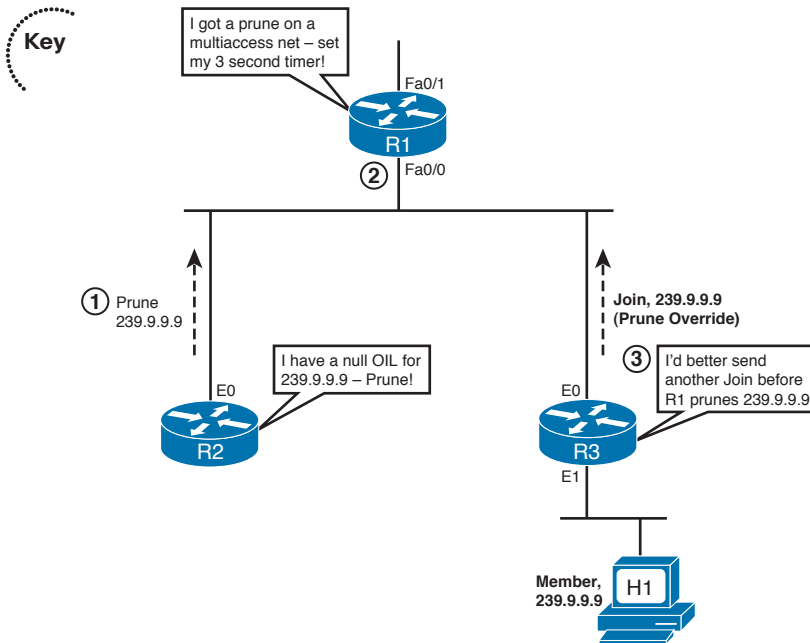 Key
I got a prune on a
multiaccess net – set
my 3 second timer!
Fa0/1
R1
2
Fa0/0
1
Prune
239.9.9.9
Join, 239.9.9.9
(Prune Override)
I have a null OIL for
239.9.9.9 – Prune!
3
I'd better send
another Join before
R1 prunes 239.9.9.9
E0
R2
E0
R3
E1
Member,
239.9.9.9
H1